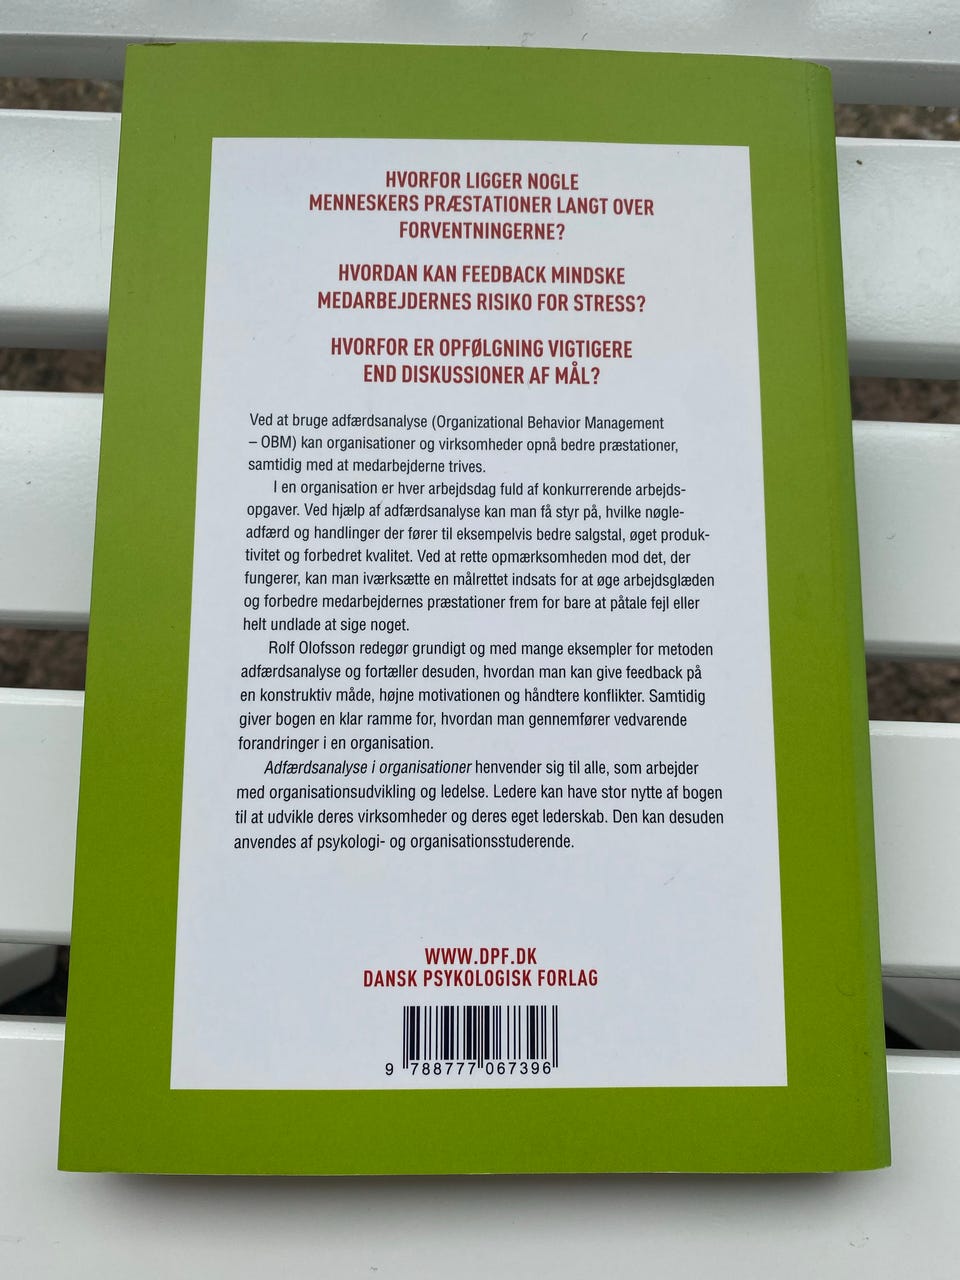 HVORFOR LIGGER NOGLE
MENNESKERS PRÆSTATIONER LANGT OVER
FORVENTNINGERNE?
HVORDAN KAN FEEDBACK MINDSKE
MEDARBEJDERNES RISIKO FOR STRESS?
HVORFOR ER OPFØLGNING VIGTIGERE
END DISKUSSIONER AF MÅL?
Ved at bruge adfærdsanalyse (Organizational Behavior Management
– OBM) kan organisationer og virksomheder opnå bedre præstationer,
samtidig med at medarbejderne trives.
I en organisation er hver arbejdsdag fuld af konkurrerende arbejds-
opgaver. Ved hjælp af adfærdsanalyse kan man få styr på, hvilke nøgle-
adfærd og handlinger der fører til eksempelvis bedre salgstal, øget produk-
tivitet og forbedret kvalitet. Ved at rette opmærksomheden mod det, der
fungerer, kan man iværksætte en målrettet indsats for at øge arbejdsglæden
og forbedre medarbejdernes præstationer frem for bare at påtale fejl eller
helt undlade at sige noget.
Rolf Olofsson redegør grundigt og med mange eksempler for metoden
adfærdsanalyse og fortæller desuden, hvordan man kan give feedback på
en konstruktiv måde, højne motivationen og håndtere konflikter. Samtidig
giver bogen en klar ramme for, hvordan man gennemfører vedvarende
forandringer i en organisation.
Adfærdsanalyse i organisationer henvender sig til alle, som arbejder
med organisationsudvikling og ledelse. Ledere kan have stor nytte af bogen
til at udvikle deres virksomheder og deres eget lederskab. Den kan desuden
anvendes af psykologi- og organisationsstuderende.
WWW.DPF.DK
DANSK PSYKOLOGISK FORLAG
9 788777 067396